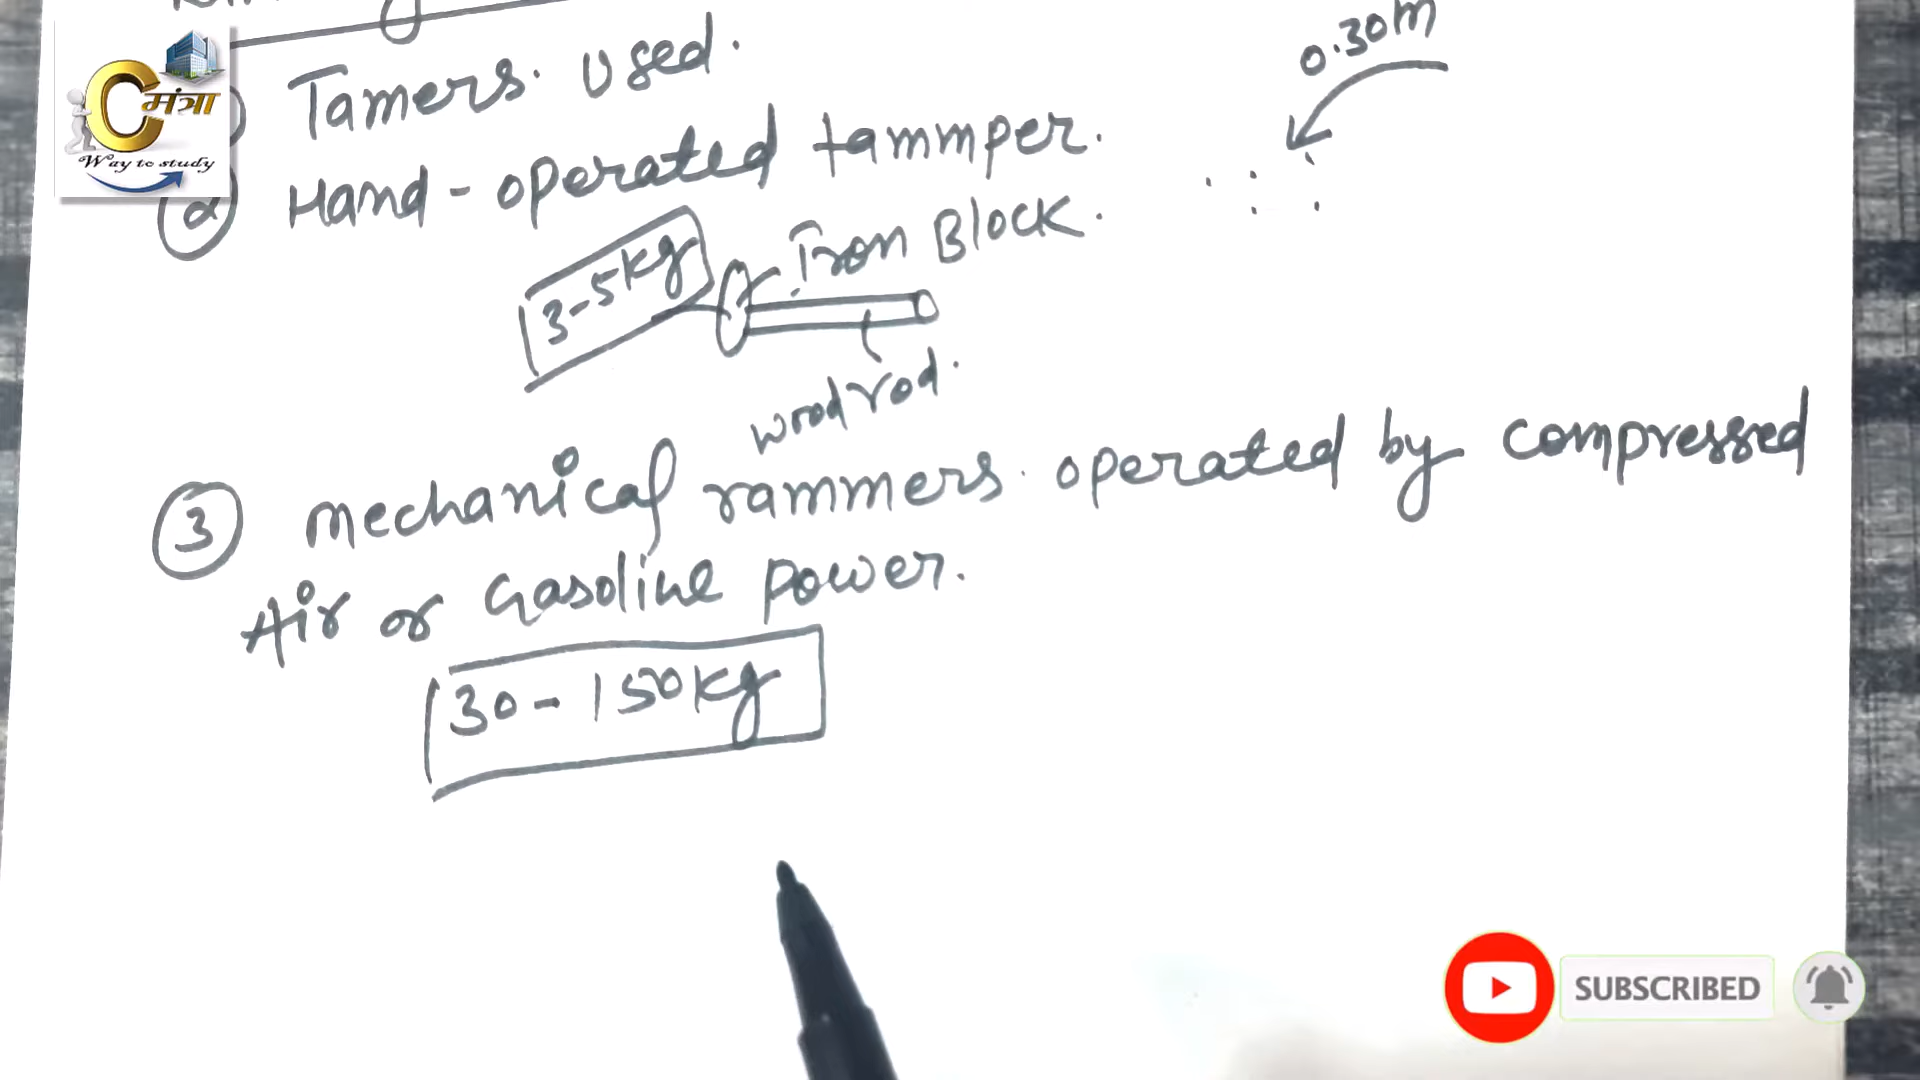 0.30m
Tamers. Used.
② Hand-operated tammper.
3-5kg
Iron Block.
wood rod.
③ mechanical rammers. operated by compressed
Air or Gasoline power.
30-150kg
C मंत्रा
Way to study
SUBSCRIBED